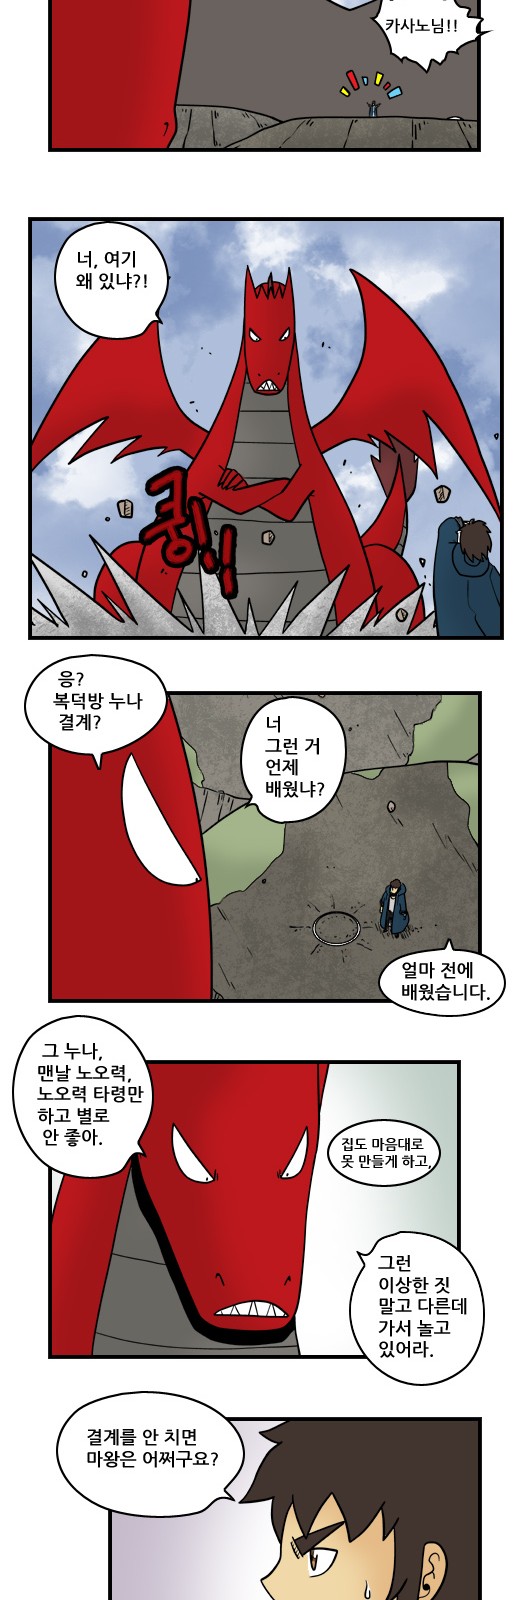 카사노님!!
너, 여기
왜 있냐?!
쿵!!
응?
복덕방 누나
결계?
너
그런 거
언제
배웠냐?
얼마 전에
배웠습니다.
그 누나,
맨날 노오력,
노오력 타령만
하고 별로
안 좋아.
집도 마음대로
못 만들게 하고,
그런
이상한 짓
말고 다른데
가서 놀고
있어라.
결계를 안 치면
마왕은 어쩌구요?